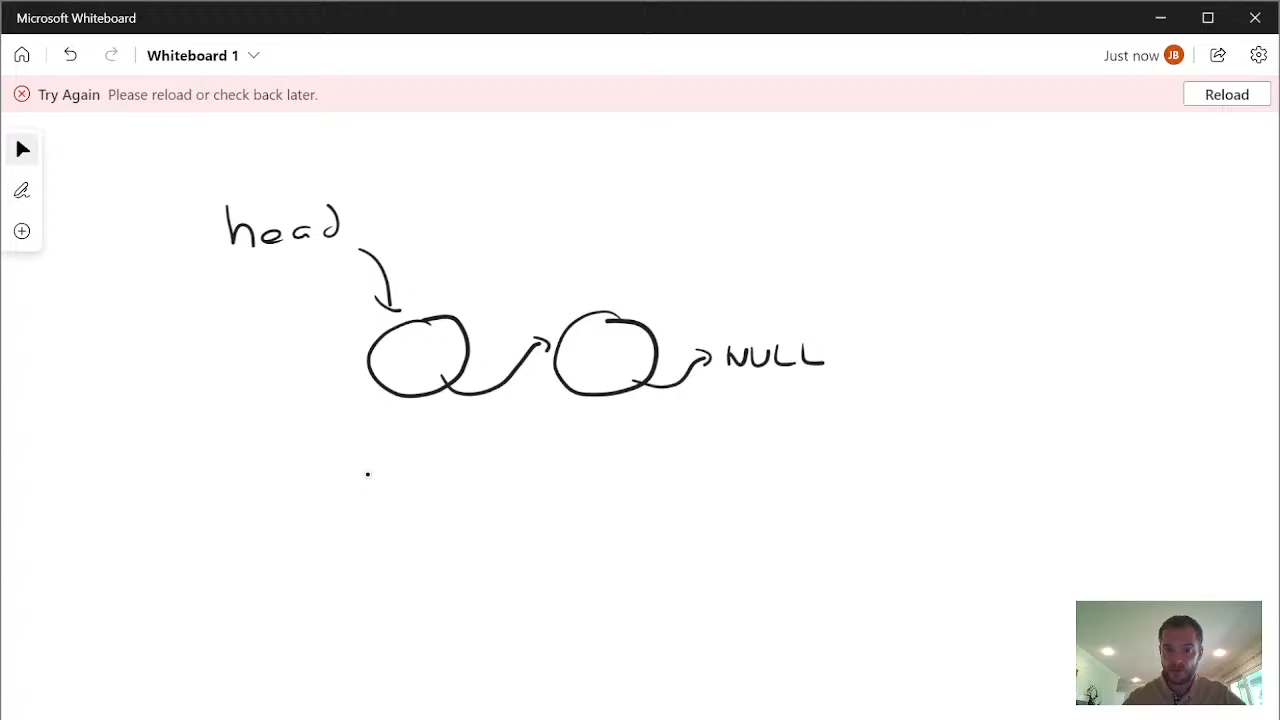 Microsoft Whiteboard
Whiteboard 1
Just now JB
Try Again Please reload or check back later.
Reload
head
NULL